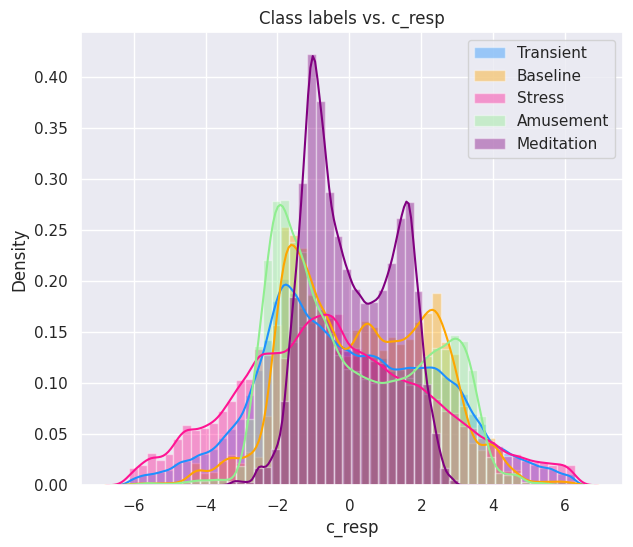 Class labels vs. c_resp
Transient
Baseline
Stress
Amusement
Meditation
Density
0.40
0.35
0.30
0.25
0.20
0.15
0.10
0.05
0.00
−6 −4 −2 0 2 4 6
c_resp